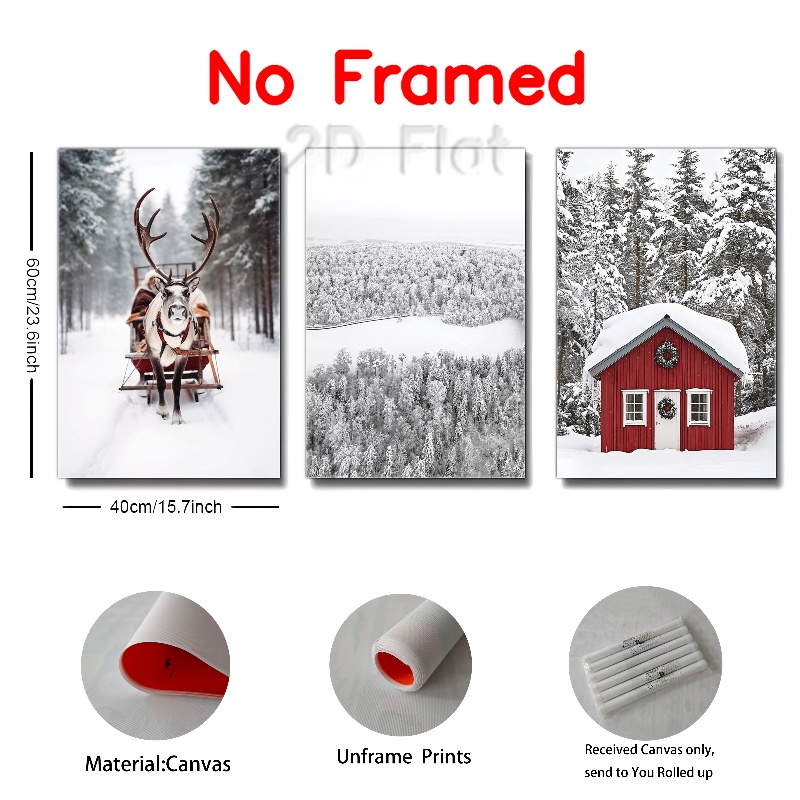 No Framed
2D Flat
60cm/23.6inch
40cm/15.7inch
Material:Canvas
Unframe Prints
Received Canvas only,
send to You Rolled up